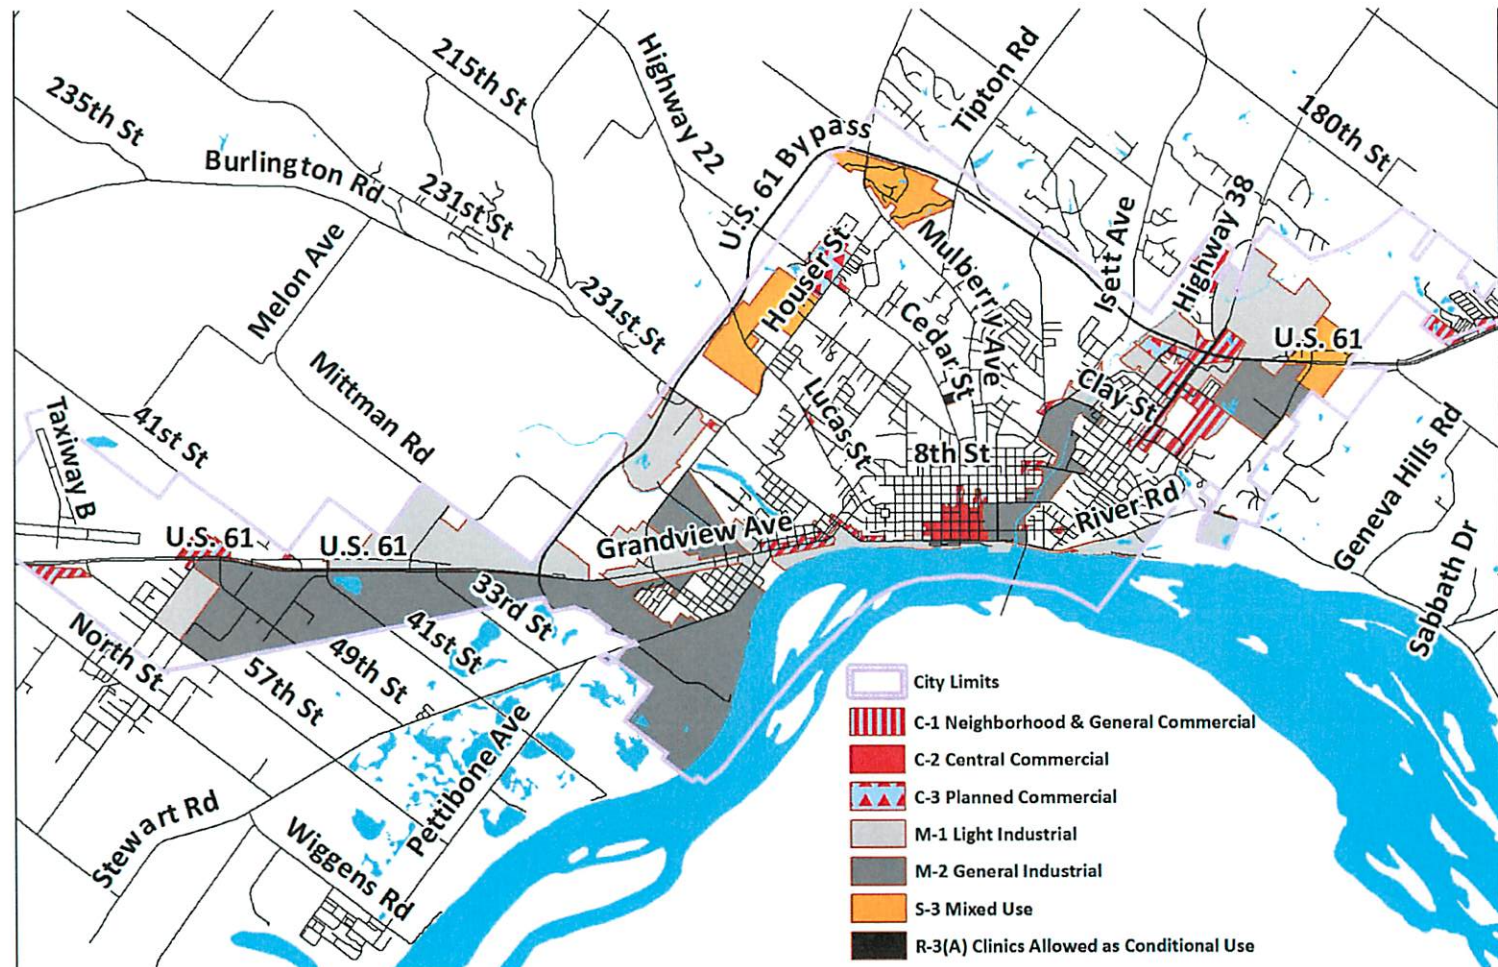 215th St
Highway 22
Tipton Rd
235th St
180th St
U.S. 61 Bypass
Burlington Rd
231st St
Highway 38
Mulberry Ave
Isett Ave
Houser St
Melon Ave
231st St
Cedar St
U.S. 61
Mittman Rd
Lucas St
Clay St
Taxiway B
41st St
8th St
Geneva Hills Rd
River Rd
U.S. 61
U.S. 61
Grandview Ave
Sabbath Dr
33rd St
41st St
North St
49th St
57th St
Pettibone Ave
Stewart Rd
Wiggens Rd
City Limits
C-1 Neighborhood & General Commercial
C-2 Central Commercial
C-3 Planned Commercial
M-1 Light Industrial
M-2 General Industrial
S-3 Mixed Use
R-3(A) Clinics Allowed as Conditional Use